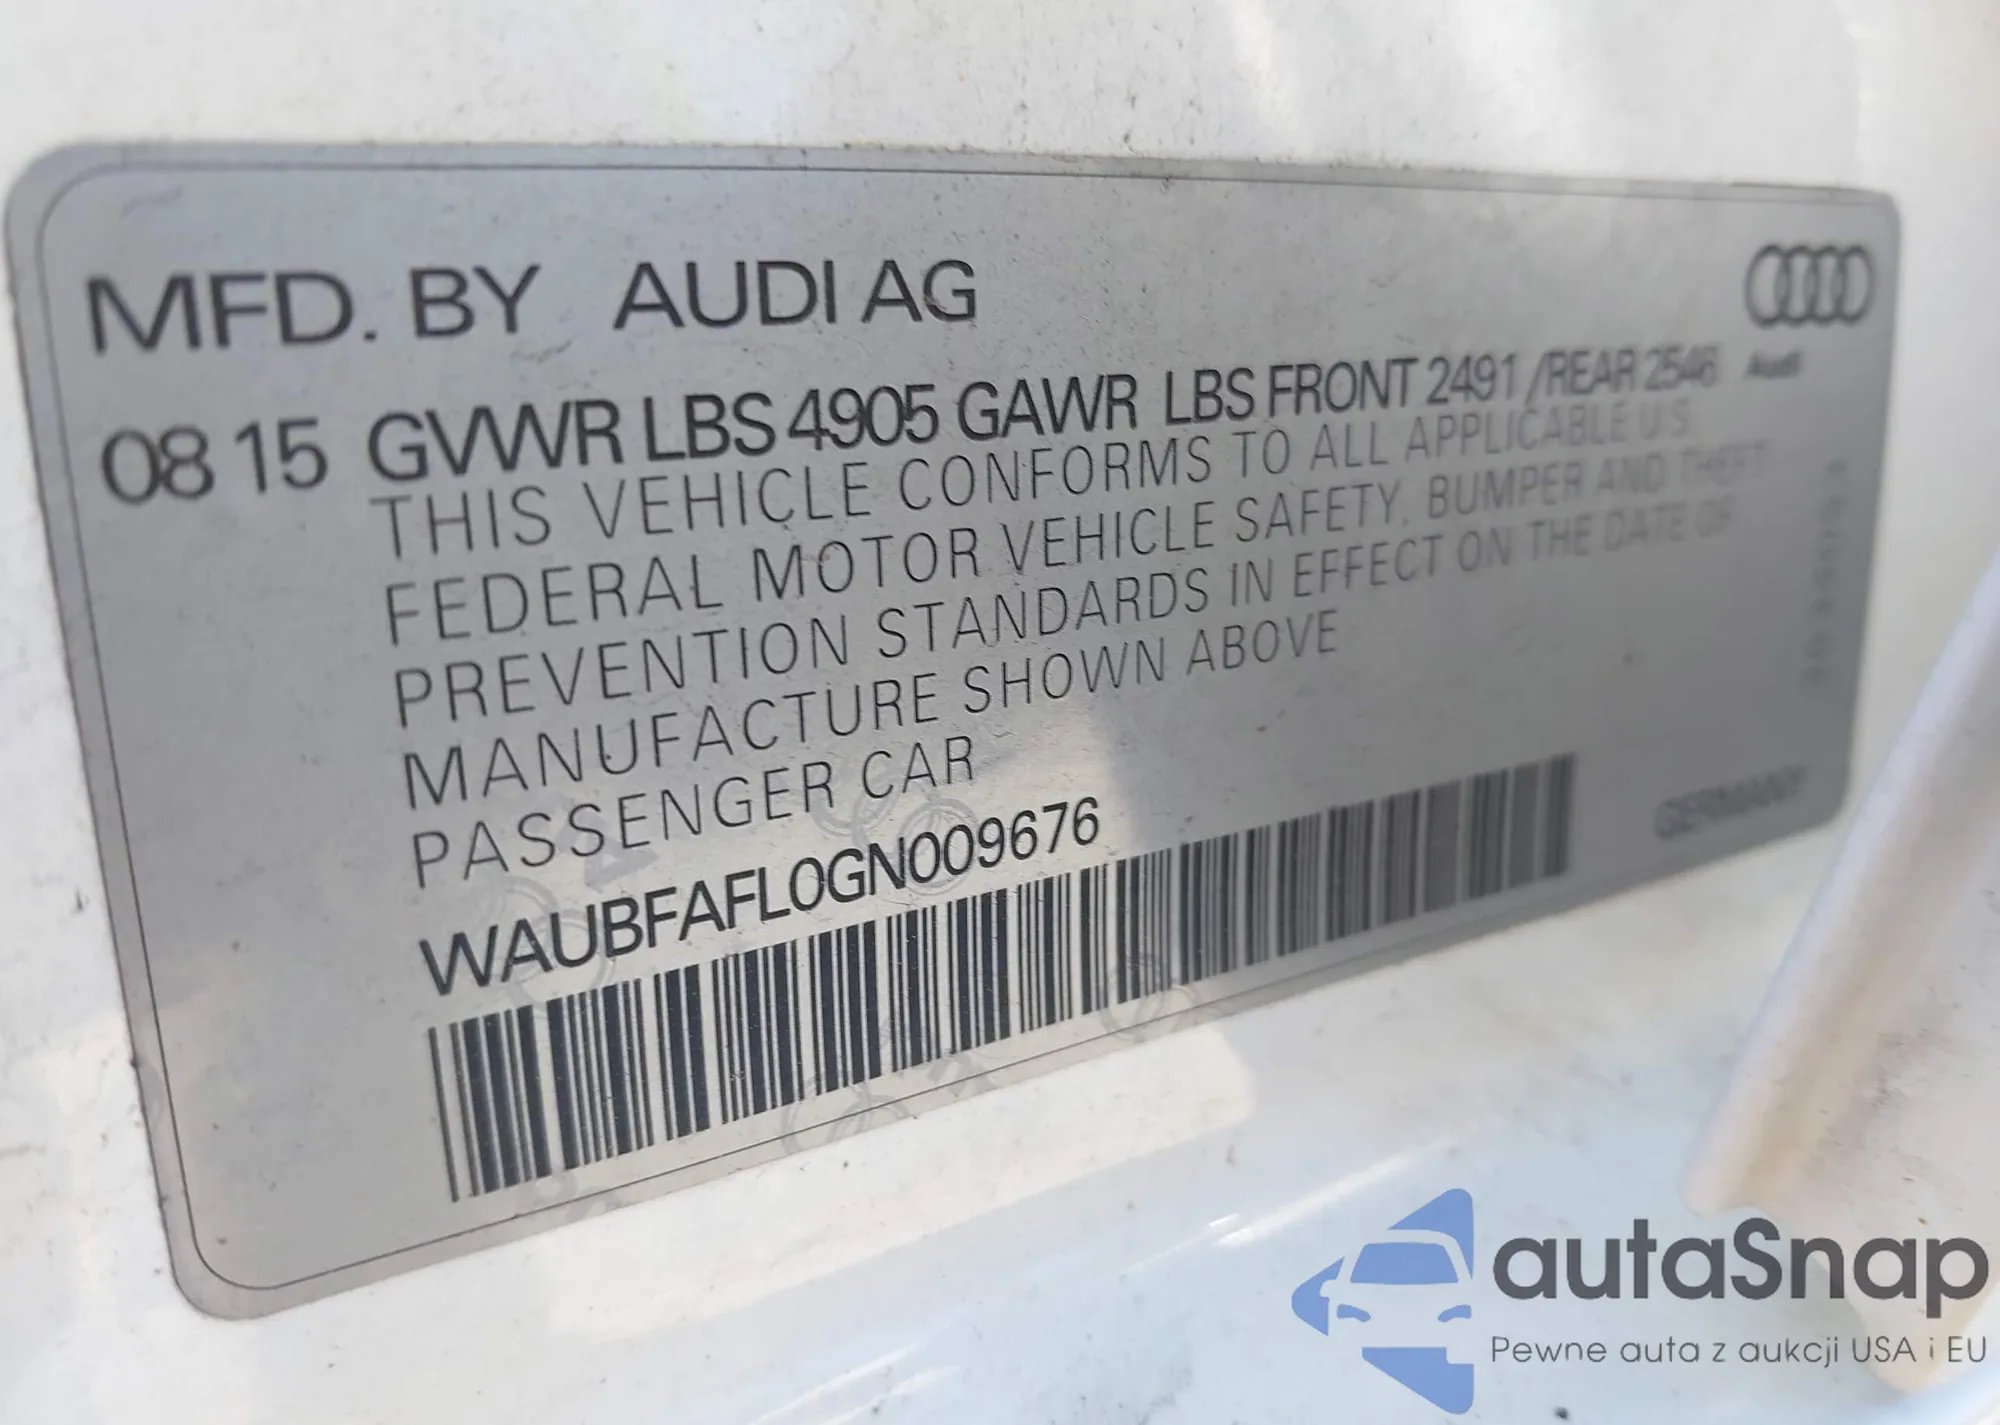 MFD. BY AUDI AG
08 15 GVWR LBS 4905 GAWR LBS FRONT 2491 /REAR 2546
Audi
THIS VEHICLE CONFORMS TO ALL APPLICABLE U S
FEDERAL MOTOR VEHICLE SAFETY. BUMPER AND THEFT
PREVENTION STANDARDS IN EFFECT ON THE DATE OF
MANUFACTURE SHOWN ABOVE
PASSENGER CAR
WAUBFAFL0GN009676
GERMANY
autaSnap
Pewne auta z aukcji USA i EU